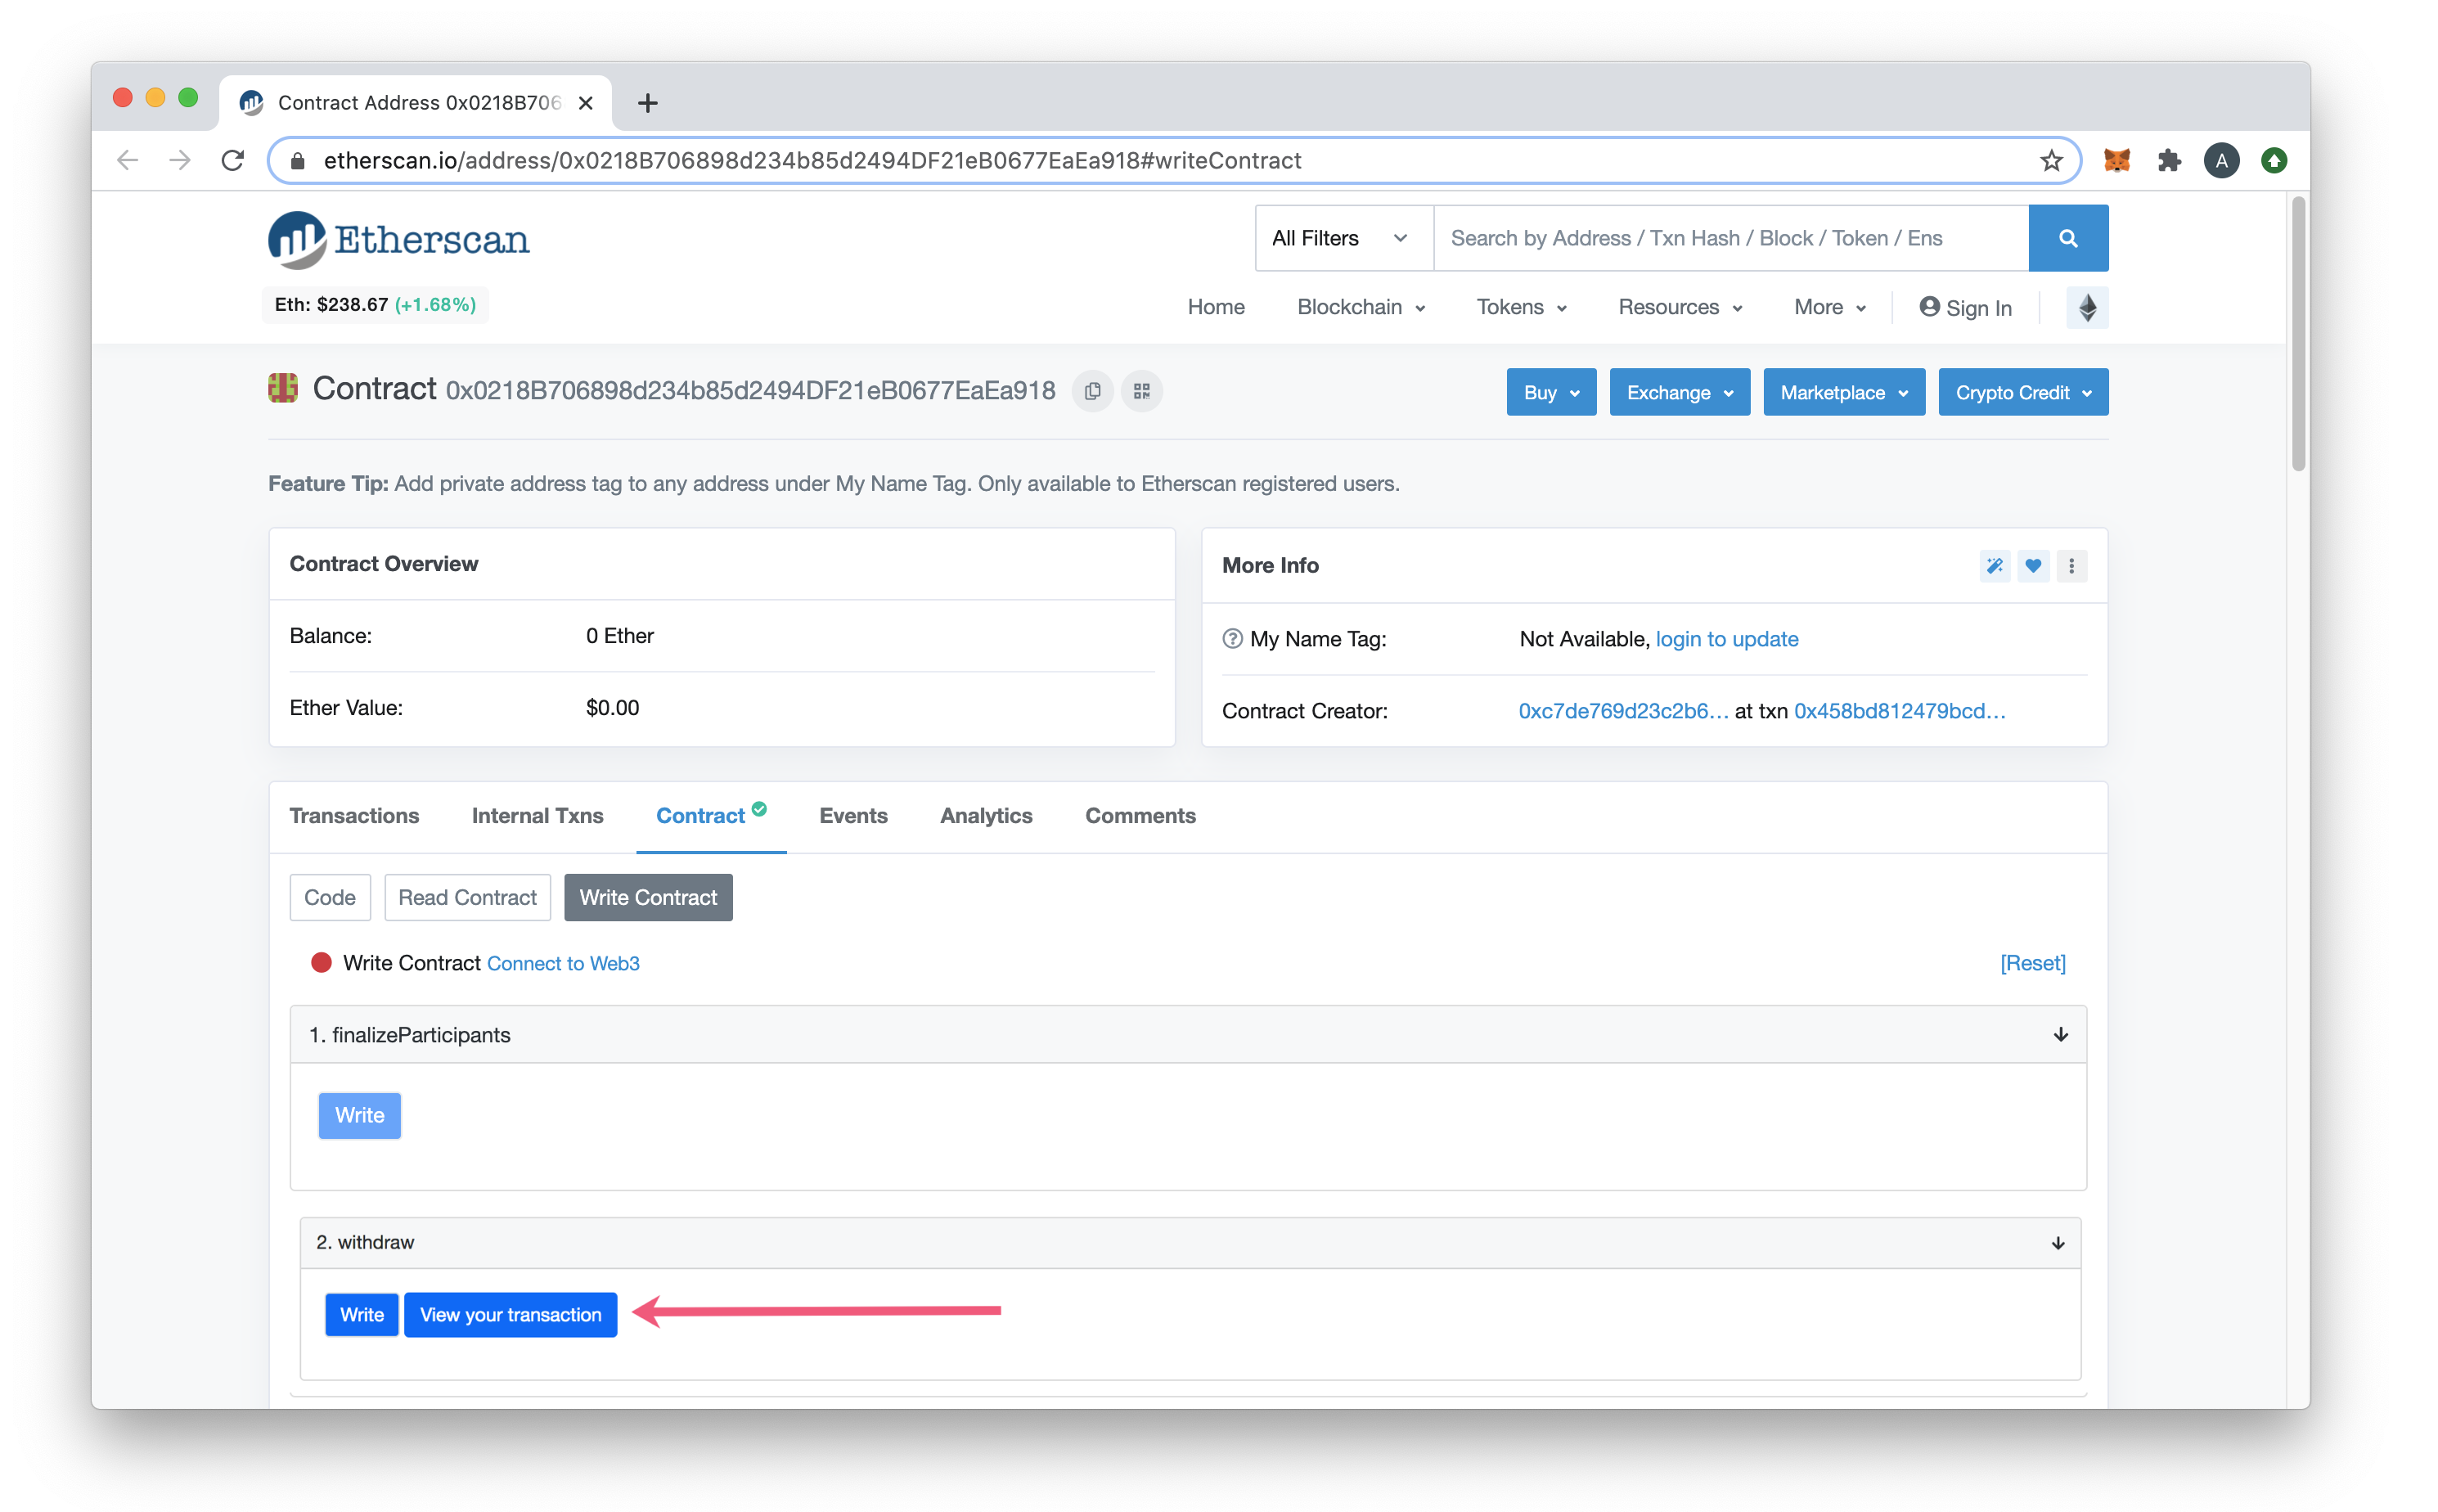 Contract Address 0x0218B706
etherscan.io/address/0x0218B706898d234b85d2494DF21eB0677EaEa918#writeContract
A
Etherscan
All Filters
Search by Address / Txn Hash / Block / Token / Ens
Eth: $238.67 (+1.68%)
Home Blockchain Tokens Resources More Sign In
Contract 0x0218B706898d234b85d2494DF21eB0677EaEa918
Buy Exchange Marketplace Crypto Credit
Feature Tip: Add private address tag to any address under My Name Tag. Only available to Etherscan registered users.
Contract Overview
Balance: 0 Ether
Ether Value: $0.00
More Info
My Name Tag: Not Available, login to update
Contract Creator: 0xc7de769d23c2b6... at txn 0x458bd812479bcd...
Transactions Internal Txns Contract Events Analytics Comments
Code Read Contract Write Contract
Write Contract Connect to Web3 [Reset]
1. finalizeParticipants
Write
2. withdraw
Write View your transaction